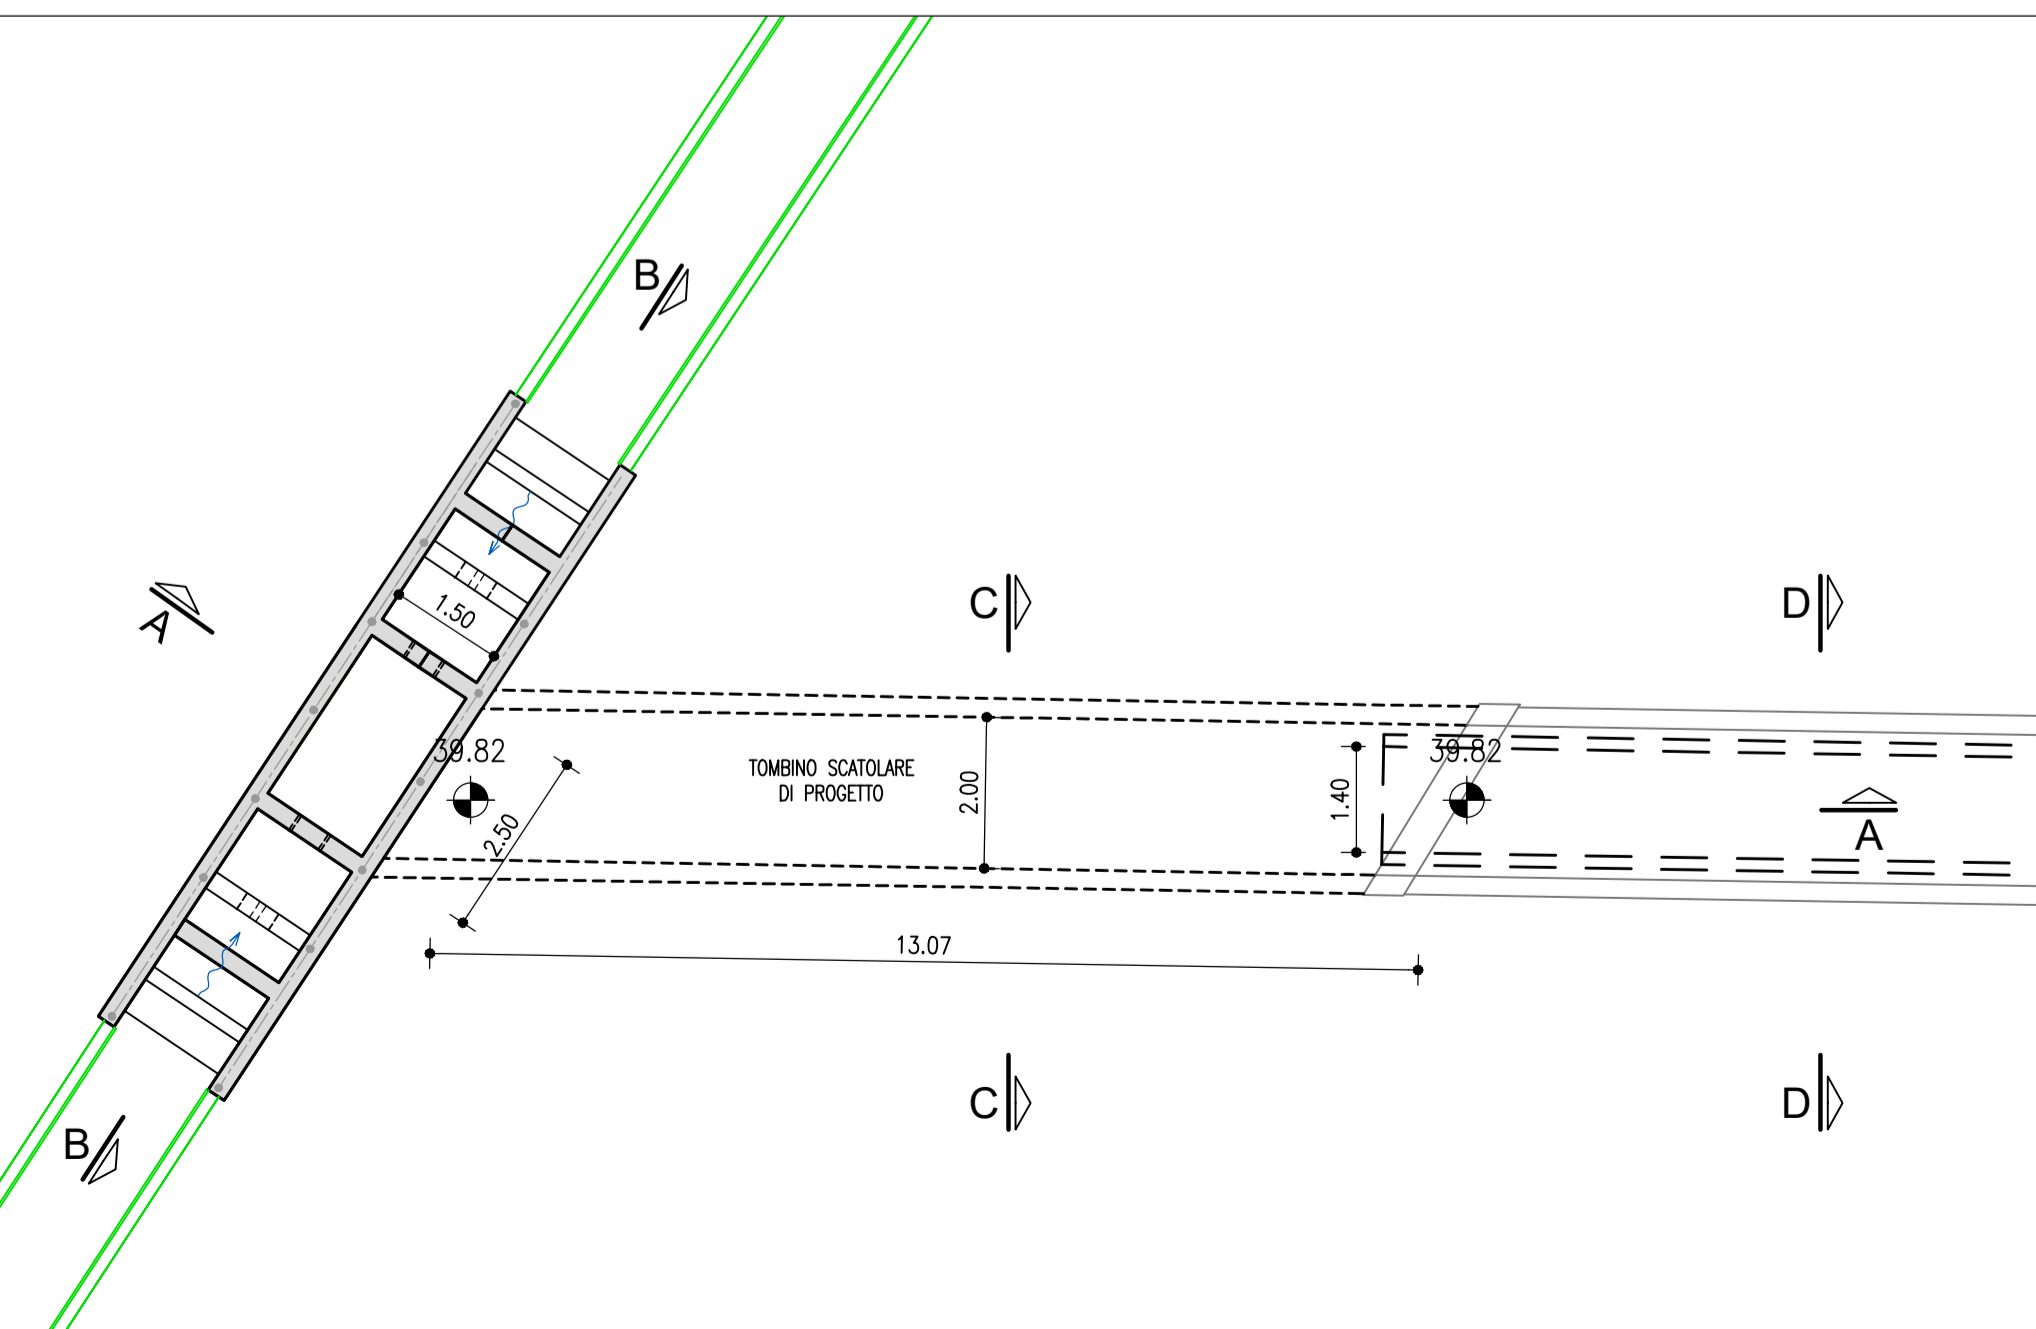 B
A
1.50
C
D
39.82
2.50
TOMBINO SCATOLARE
DI PROGETTO
2.00
1.40
39.82
A
13.07
B
C
D